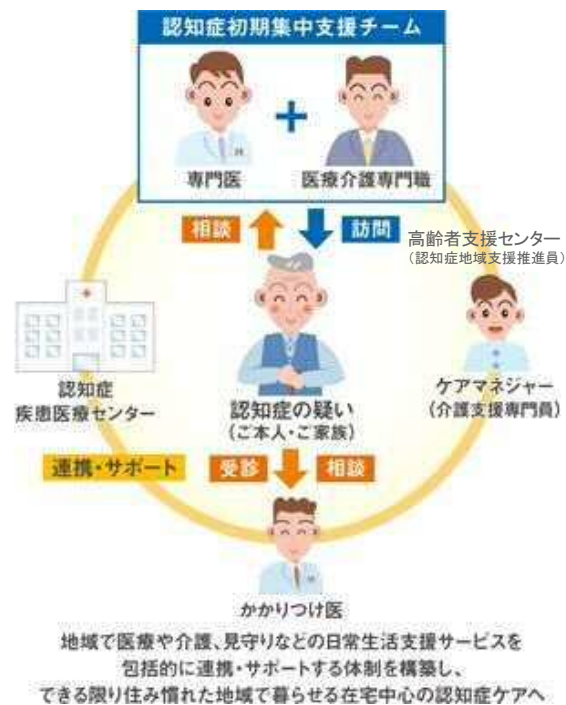 認知症初期集中支援チーム
専門医
医療介護専門職
相談
訪問
高齢者支援センター
（認知症地域支援推進員）
認知症
疾患医療センター
認知症の疑い
（ご本人・ご家族）
ケアマネジャー
（介護支援専門員）
連携・サポート
受診
相談
かかりつけ医
地域で医療や介護、見守りなどの日常生活支援サービスを
包括的に連携・サポートする体制を構築し、
できる限り住み慣れた地域で暮らせる在宅中心の認知症ケアへ